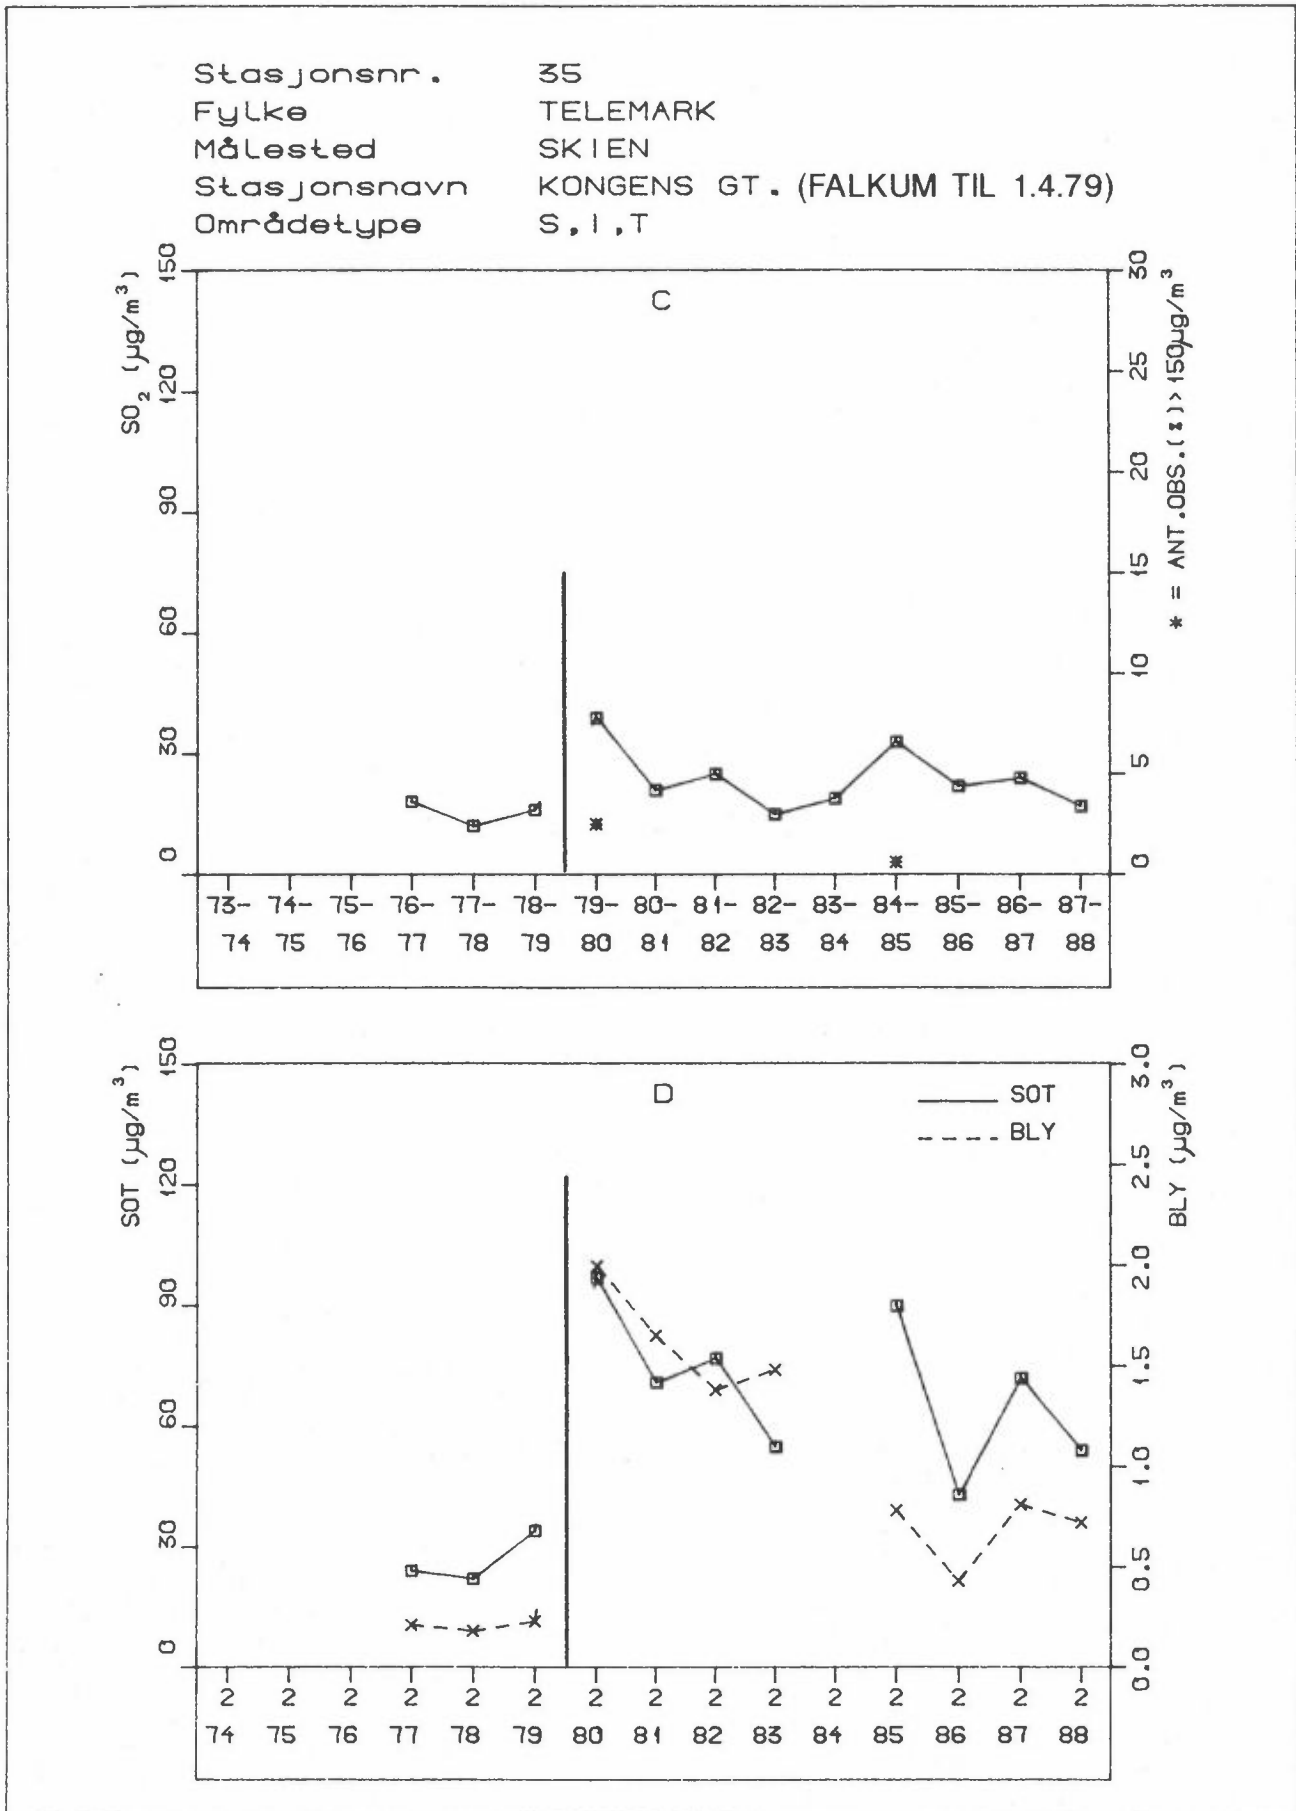 Stasjonsnr. 35
Fylke TELEMARK
Målested SKIEN
Stasjonsnavn KONGENS GT. (FALKUM TIL 1.4.79)
Områdetype S,I,T
C
SO₂ (µg/m³)
150
120
90
60
30
0
30
25
20
15
10
5
0
* = ANT.OBS.(%)>150µg/m³
73- 74- 75- 76- 77- 78- 79- 80- 81- 82- 83- 84- 85- 86- 87-
74 75 76 77 78 79 80 81 82 83 84 85 86 87 88
D
SOT (µg/m³)
150
120
90
60
30
0
SOT
BLY
3.0
2.5
2.0
1.5
1.0
0.5
0.0
BLY (µg/m³)
2 2 2 2 2 2 2 2 2 2 2 2 2 2 2
74 75 76 77 78 79 80 81 82 83 84 85 86 87 88